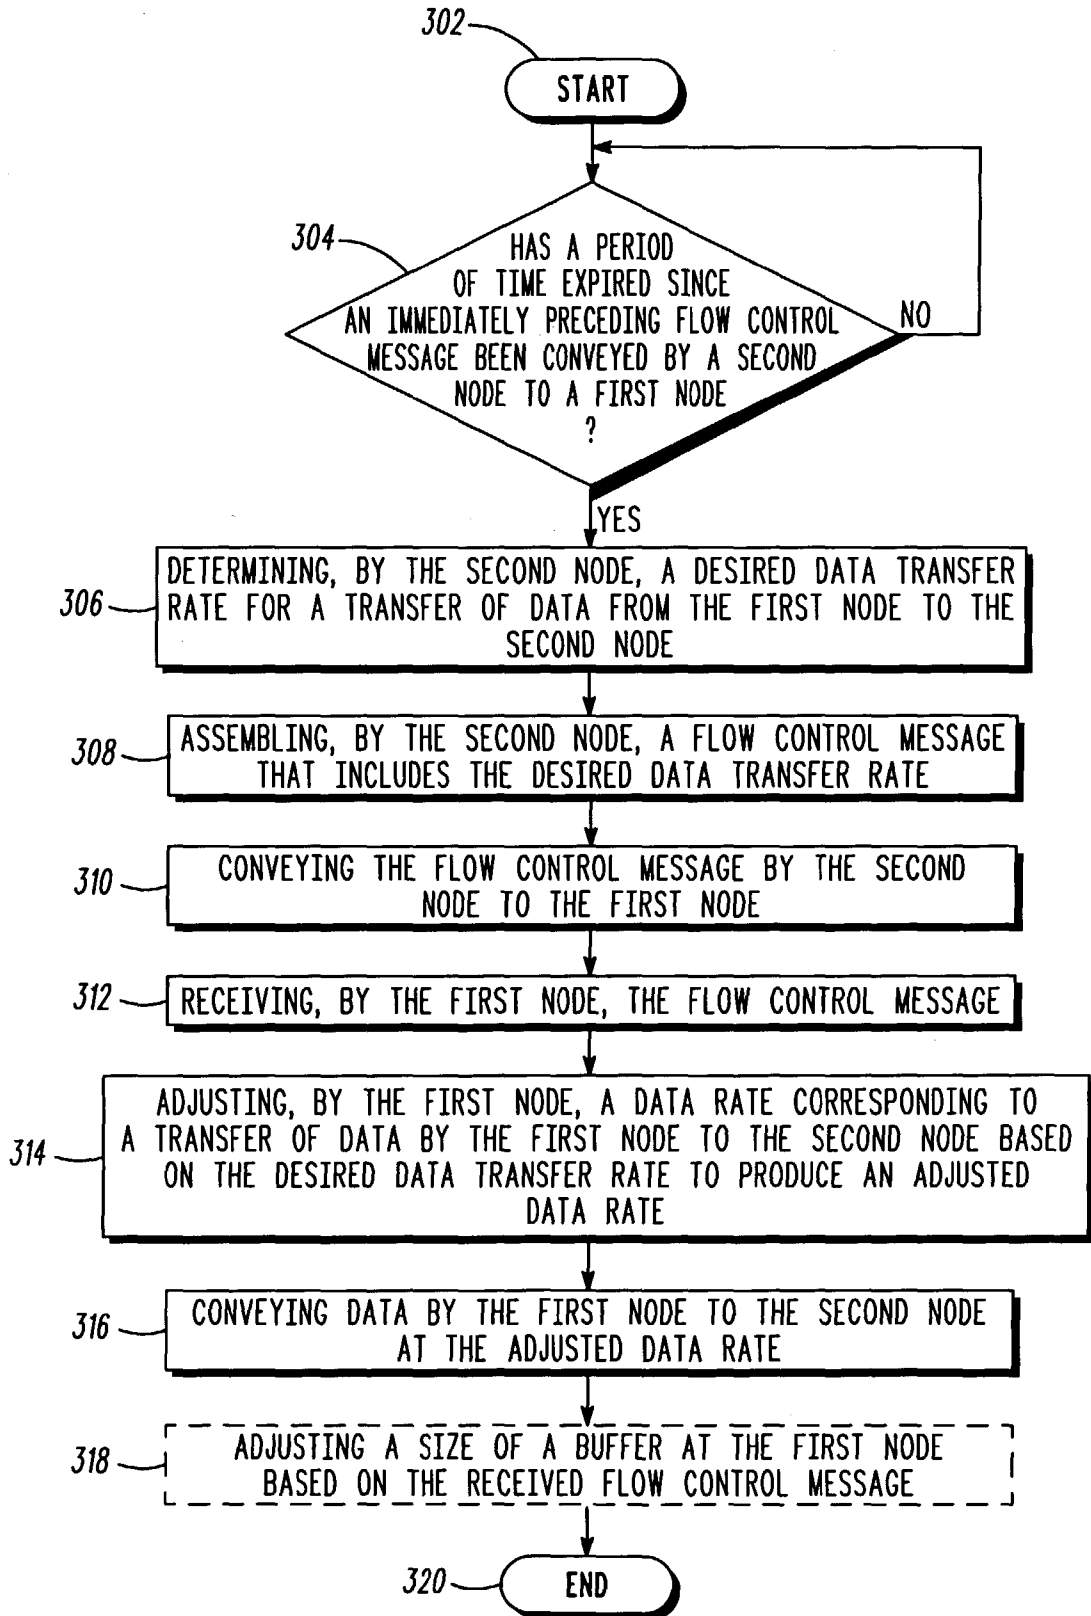 302
START
304
HAS A PERIOD
OF TIME EXPIRED SINCE
AN IMMEDIATELY PRECEDING FLOW CONTROL
MESSAGE BEEN CONVEYED BY A SECOND
NODE TO A FIRST NODE
?
NO
YES
306
DETERMINING, BY THE SECOND NODE, A DESIRED DATA TRANSFER
RATE FOR A TRANSFER OF DATA FROM THE FIRST NODE TO THE
SECOND NODE
308
ASSEMBLING, BY THE SECOND NODE, A FLOW CONTROL MESSAGE
THAT INCLUDES THE DESIRED DATA TRANSFER RATE
310
CONVEYING THE FLOW CONTROL MESSAGE BY THE SECOND
NODE TO THE FIRST NODE
312
RECEIVING, BY THE FIRST NODE, THE FLOW CONTROL MESSAGE
314
ADJUSTING, BY THE FIRST NODE, A DATA RATE CORRESPONDING TO
A TRANSFER OF DATA BY THE FIRST NODE TO THE SECOND NODE BASED
ON THE DESIRED DATA TRANSFER RATE TO PRODUCE AN ADJUSTED
DATA RATE
316
CONVEYING DATA BY THE FIRST NODE TO THE SECOND NODE
AT THE ADJUSTED DATA RATE
318
ADJUSTING A SIZE OF A BUFFER AT THE FIRST NODE
BASED ON THE RECEIVED FLOW CONTROL MESSAGE
320
END